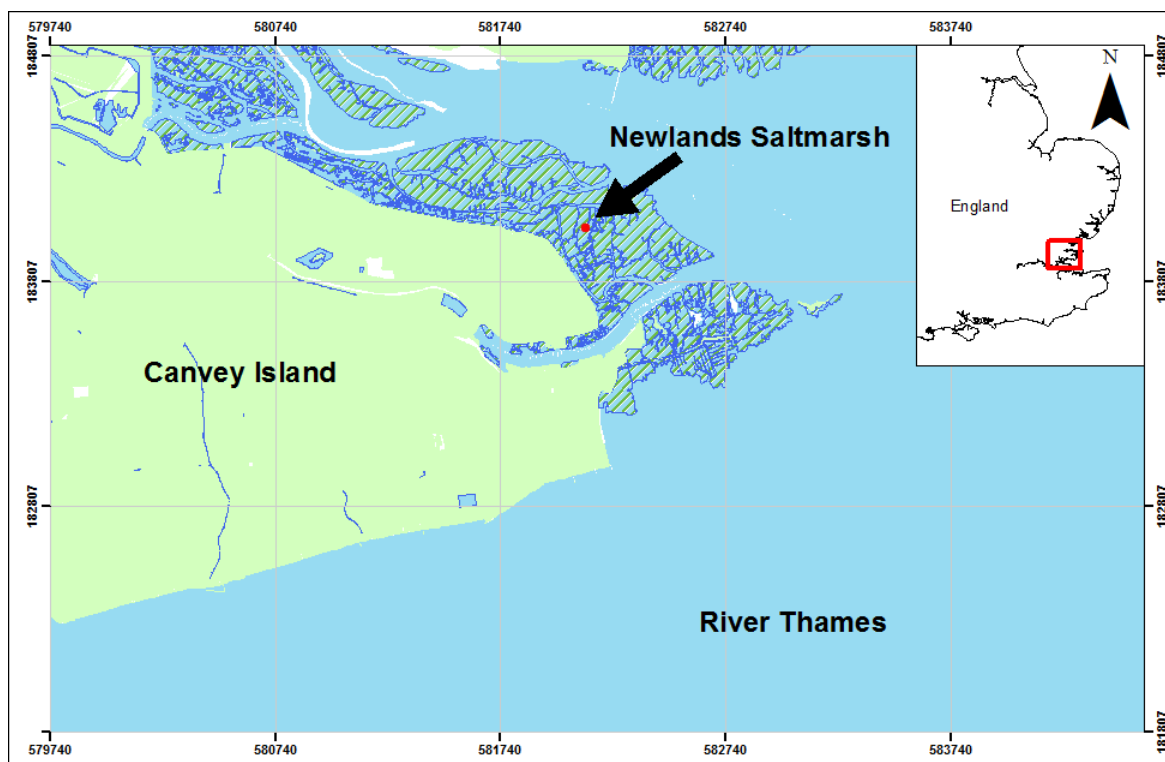 579740 580740 581740 582740 583740
184807 184807
N
Newlands Saltmarsh
England
183807 183807
Canvey Island
182807 182807
River Thames
181807 181807
579740 580740 581740 582740 583740